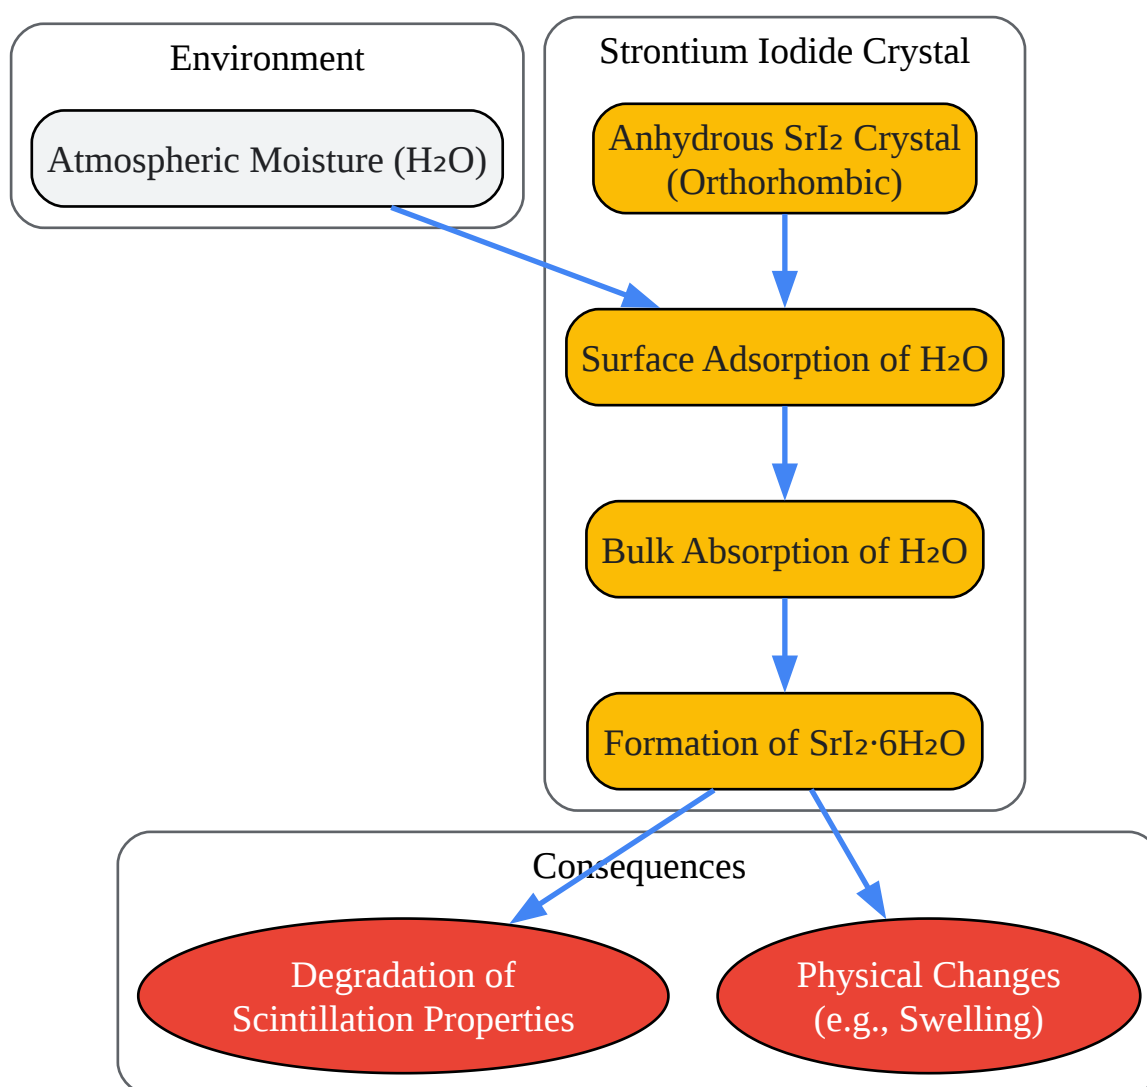 Environment
Atmospheric Moisture (H₂O)
Strontium Iodide Crystal
Anhydrous SrI₂ Crystal
(Orthorhombic)
Surface Adsorption of H₂O
Bulk Absorption of H₂O
Formation of SrI₂·6H₂O
Consequences
Degradation of
Scintillation Properties
Physical Changes
(e.g., Swelling)